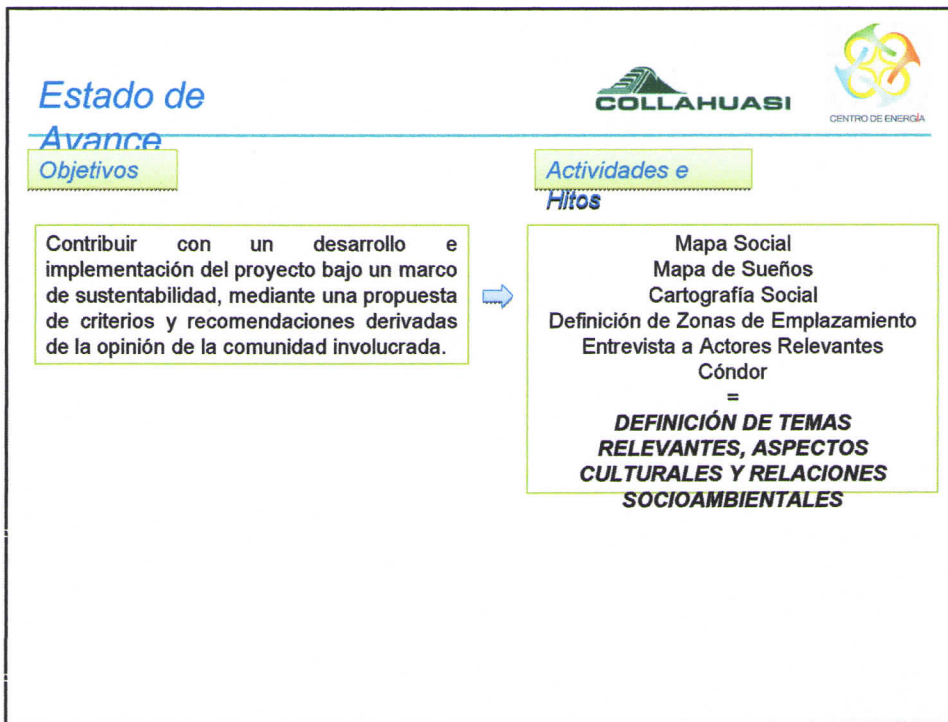 Estado de
Avance
COLLAHUASI
CENTRO DE ENERGÍA
Objetivos
Actividades e
Hitos
Contribuir con un desarrollo e
implementación del proyecto bajo un marco
de sustentabilidad, mediante una propuesta
de criterios y recomendaciones derivadas
de la opinión de la comunidad involucrada.
Mapa Social
Mapa de Sueños
Cartografía Social
Definición de Zonas de Emplazamiento
Entrevista a Actores Relevantes
Cóndor
=
DEFINICIÓN DE TEMAS
RELEVANTES, ASPECTOS
CULTURALES Y RELACIONES
SOCIOAMBIENTALES